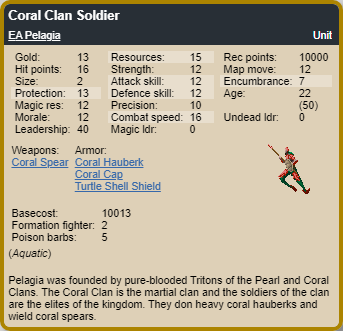 Coral Clan Soldier
EA Pelagia Unit
Gold: 13 Resources: 15 Rec points: 10000
Hit points: 16 Strength: 12 Map move: 12
Size: 2 Attack skill: 12 Encumbrance: 7
Protection: 13 Defence skill: 12 Age: 22
Magic res: 12 Precision: 10 (50)
Morale: 12 Combat speed: 16 Undead ldr: 0
Leadership: 40 Magic ldr: 0
Weapons: Armor:
Coral Spear Coral Hauberk
Coral Cap
Turtle Shell Shield
Basecost: 10013
Formation fighter: 2
Poison barbs: 5
(Aquatic)
Pelagia was founded by pure-blooded Tritons of the Pearl and Coral
Clans. The Coral Clan is the martial clan and the soldiers of the clan
are the elites of the kingdom. They don heavy coral hauberks and
wield coral spears.